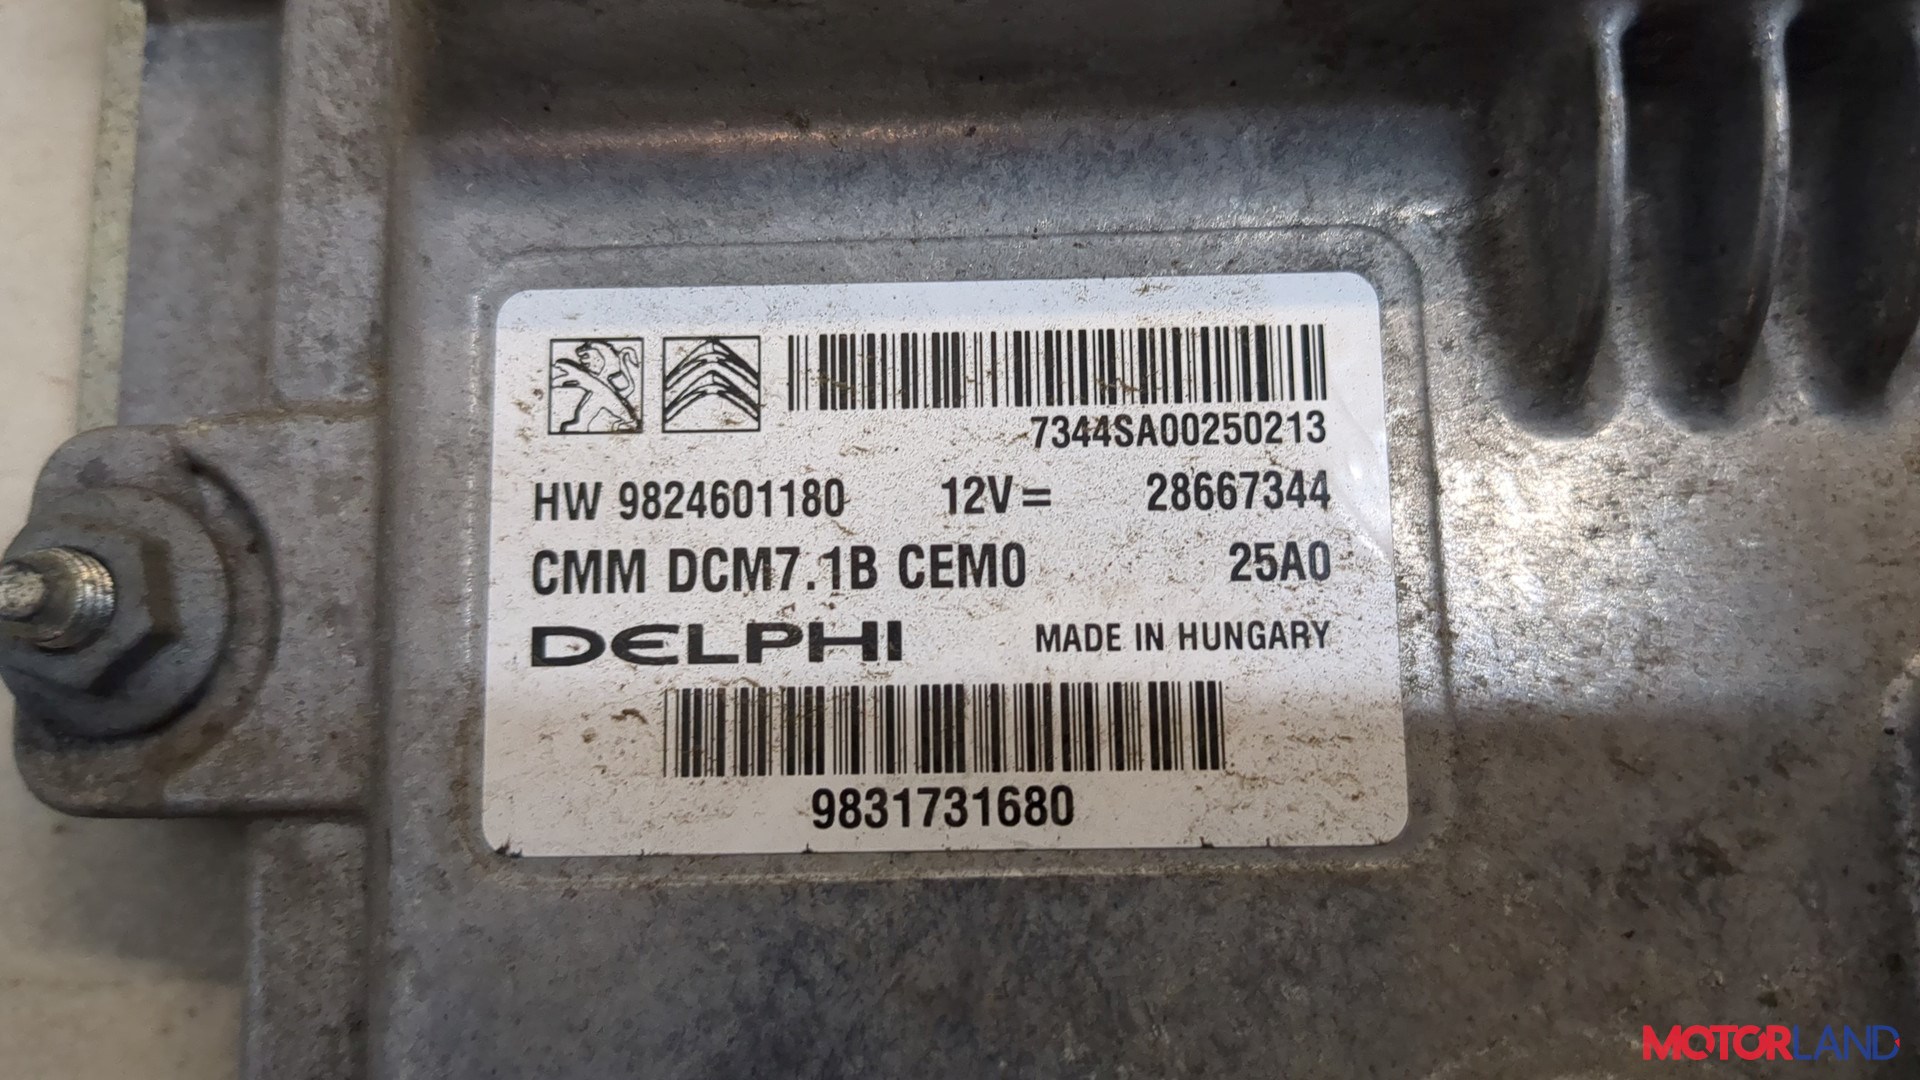 7344SA00250213
HW 9824601180 12V= 28667344
CMM DCM7.1B CEM0 25A0
DELPHI MADE IN HUNGARY
9831731680
MOTORLAND